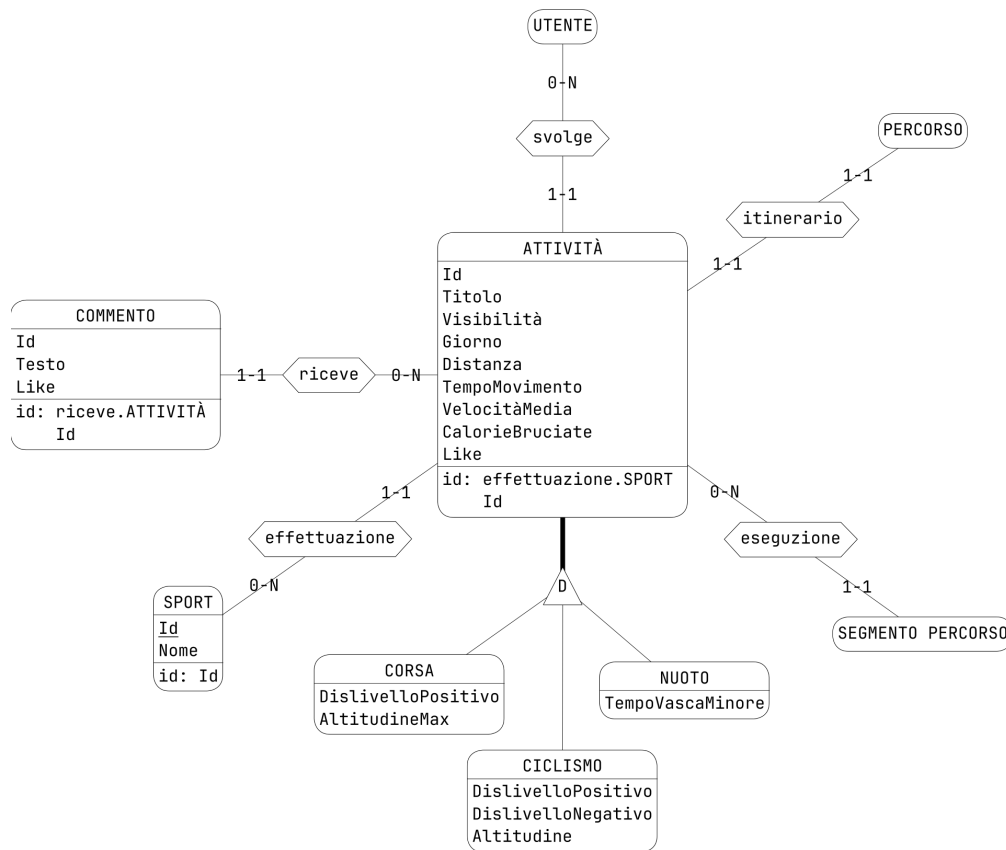 UTENTE
0-N
svolge
1-1
PERCORSO
1-1
itinerario
1-1
ATTIVITÀ
Id
Titolo
Visibilità
Giorno
Distanza
TempoMovimento
VelocitàMedia
CalorieBruciate
Like
id: effettuazione.SPORT
Id
COMMENTO
Id
Testo
Like
id: riceve.ATTIVITÀ
Id
1-1
riceve
0-N
1-1
effettuazione
0-N
SPORT
Id
Nome
id: Id
0-N
eseguzione
1-1
SEGMENTO PERCORSO
D
CORSA
DislivelloPositivo
AltitudineMax
NUOTO
TempoVascaMinore
CICLISMO
DislivelloPositivo
DislivelloNegativo
Altitudine